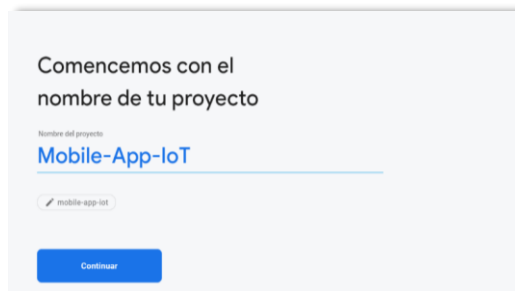 Comencemos con el
nombre de tu proyecto
Nombre del proyecto
Mobile-App-IoT
mobile-app-iot
Continuar